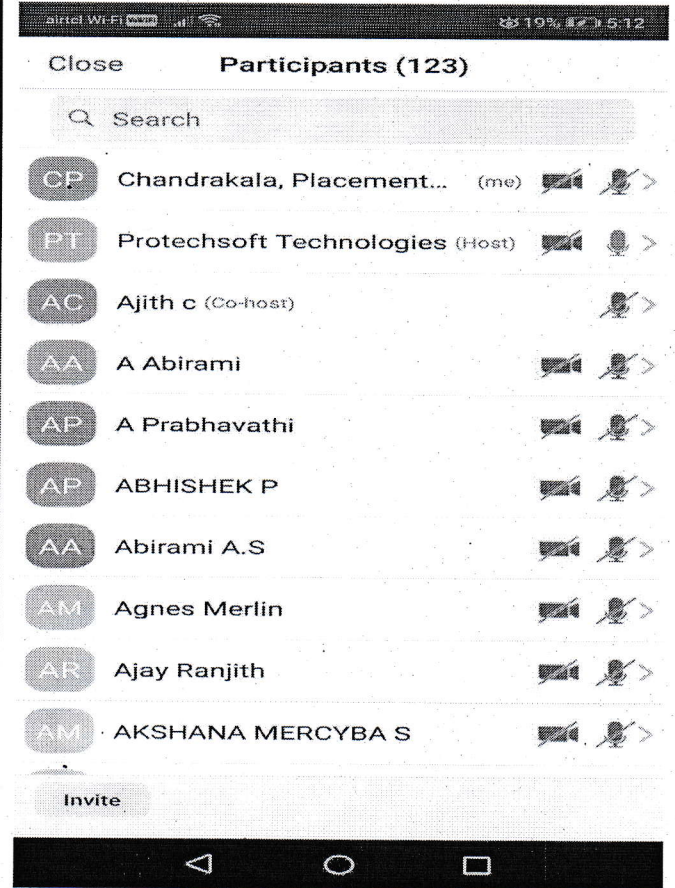 airtel Wi-Fi VoWiFi 19% 5:12
Close Participants (123)
Search
CP Chandrakala, Placement... (me)
PT Protechsoft Technologies (Host)
AC Ajith c (Co-host)
AA A Abirami
AP A Prabhavathi
AP ABHISHEK P
AA Abirami A.S
AM Agnes Merlin
AR Ajay Ranjith
AM AKSHANA MERCYBA S
Invite